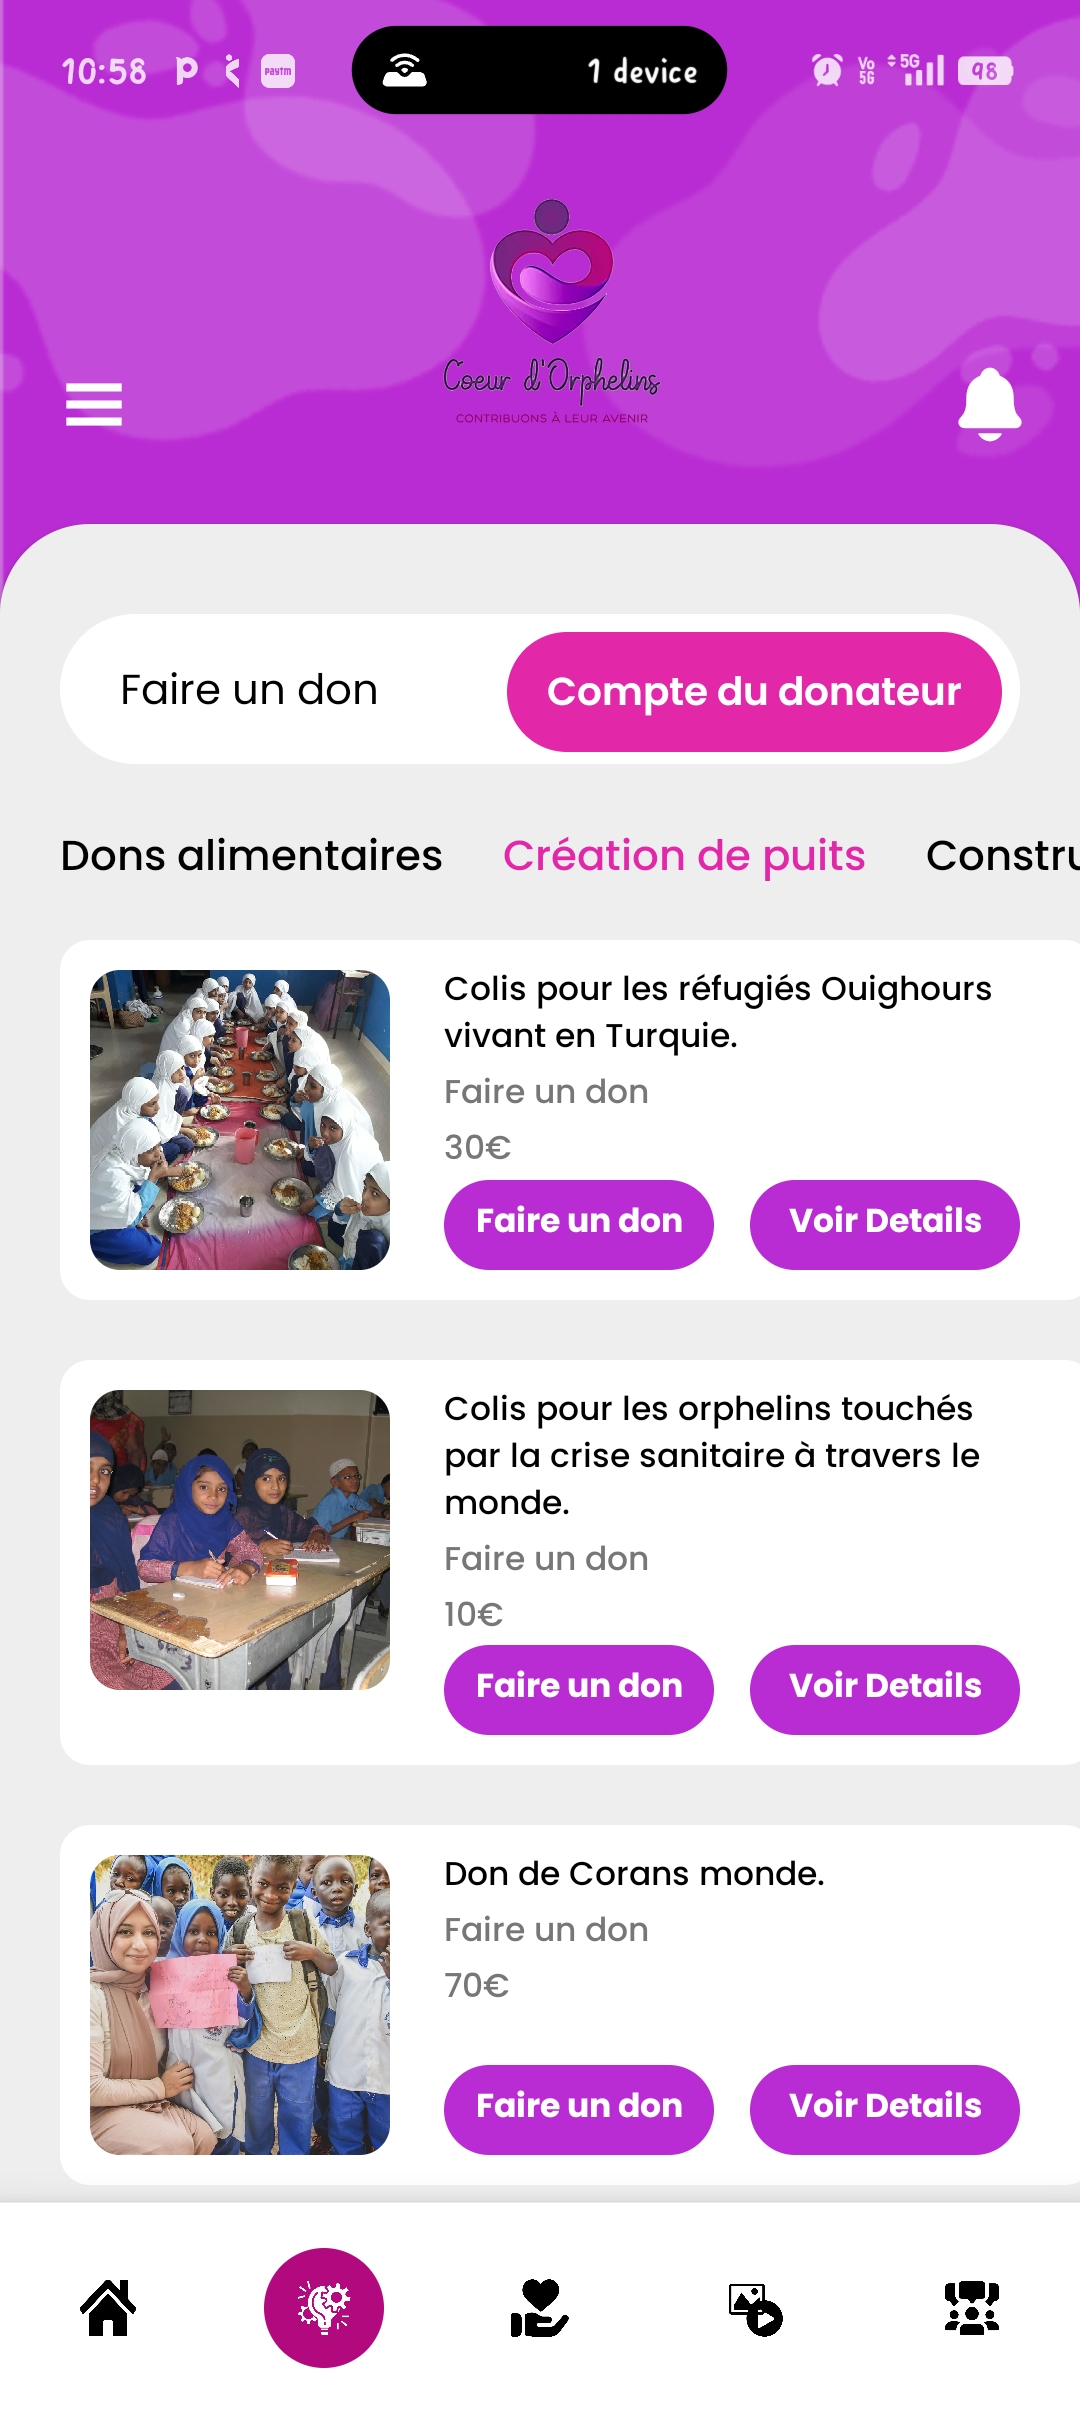 10:58
paytm
1 device
Vo
5G
5G
98
Coeur d'Orphelins
CONTRIBUONS À LEUR AVENIR
Faire un don
Compte du donateur
Dons alimentaires
Création de puits
Constru
Colis pour les réfugiés Ouighours
vivant en Turquie.
Faire un don
30€
Faire un don
Voir Details
Colis pour les orphelins touchés
par la crise sanitaire à travers le
monde.
Faire un don
10€
Faire un don
Voir Details
Don de Corans monde.
Faire un don
70€
Faire un don
Voir Details